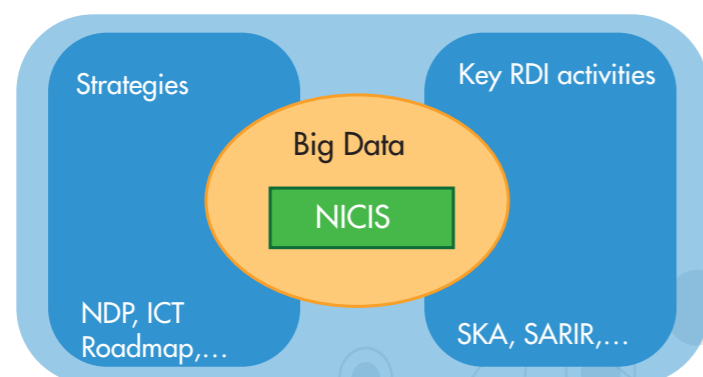 Strategies
Key RDI activities
Big Data
NICIS
NDP, ICT
Roadmap,...
SKA, SARIR,...